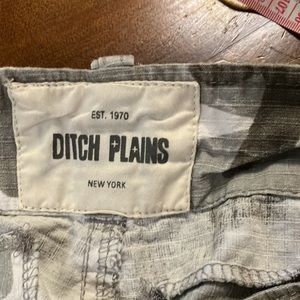 EST. 1970
DITCH PLAINS
NEW YORK